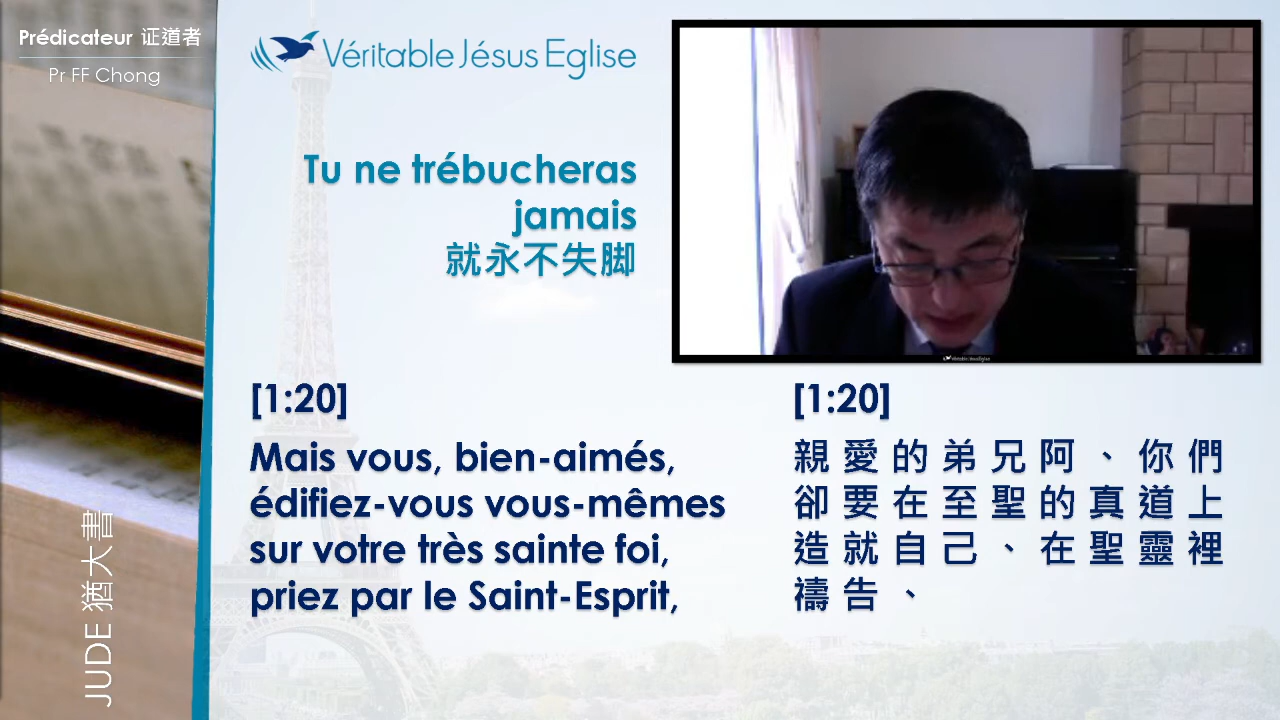 Prédicateur 证道者
Pr FF Chong
Véritable Jésus Eglise
Tu ne trébucheras
jamais
就永不失脚
[1:20]
Mais vous, bien-aimés,
édifiez-vous vous-mêmes
sur votre très sainte foi,
priez par le Saint-Esprit,
[1:20]
親愛的弟兄阿、你們
卻要在至聖的真道上
造就自己、在聖靈裡
禱告、
JUDE 猶大書